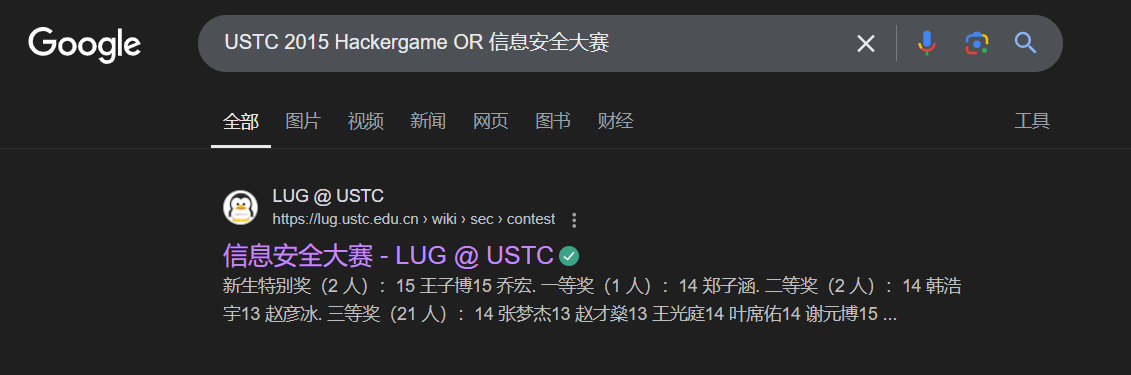 Google
USTC 2015 Hackergame OR 信息安全大赛
全部 图片 视频 新闻 网页 图书 财经 工具
LUG @ USTC
https://lug.ustc.edu.cn › wiki › sec › contest
信息安全大赛 - LUG @ USTC
新生特别奖（2 人）： 15 王子博15 乔宏. 一等奖（1 人）： 14 郑子涵. 二等奖（2 人）： 14 韩浩
宇13 赵彦冰. 三等奖（21 人）： 14 张梦杰13 赵才燊13 王光庭14 叶席佑14 谢元博15 ...